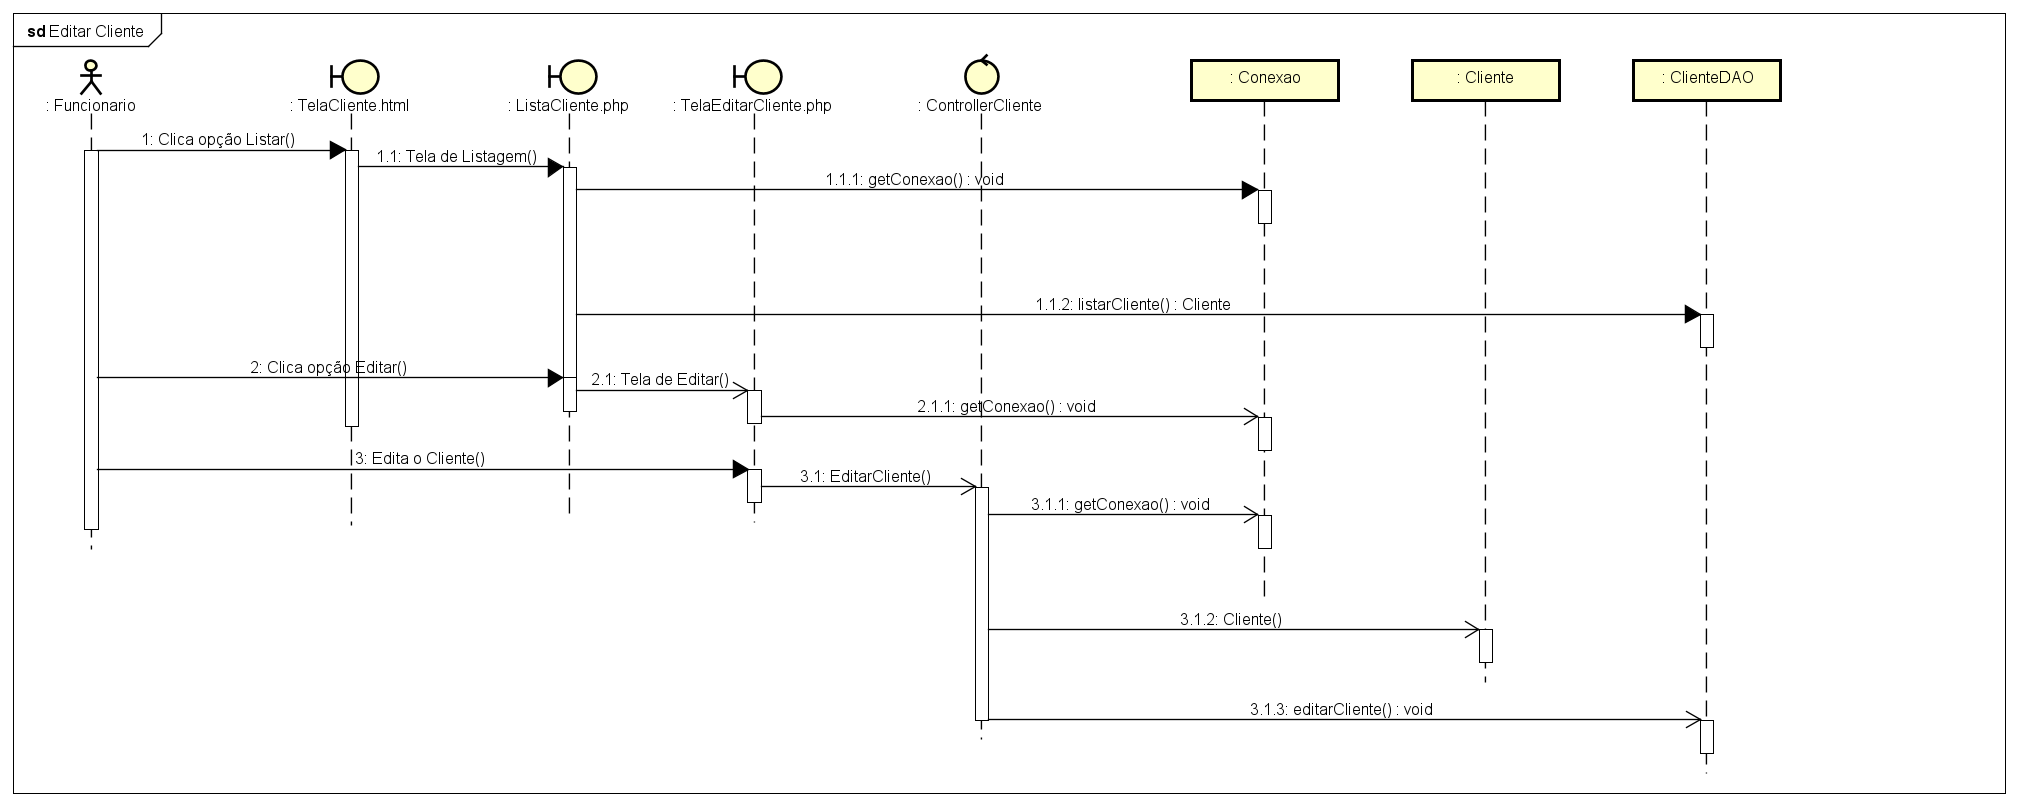 sd Editar Cliente
: Funcionario
: TelaCliente.html
: ListaCliente.php
: TelaEditarCliente.php
: ControllerCliente
: Conexao
: Cliente
: ClienteDAO
1: Clica opção Listar()
1.1: Tela de Listagem()
1.1.1: getConexao() : void
1.1.2: listarCliente() : Cliente
2: Clica opção Editar()
2.1: Tela de Editar()
2.1.1: getConexao() : void
3: Edita o Cliente()
3.1: EditarCliente()
3.1.1: getConexao() : void
3.1.2: Cliente()
3.1.3: editarCliente() : void